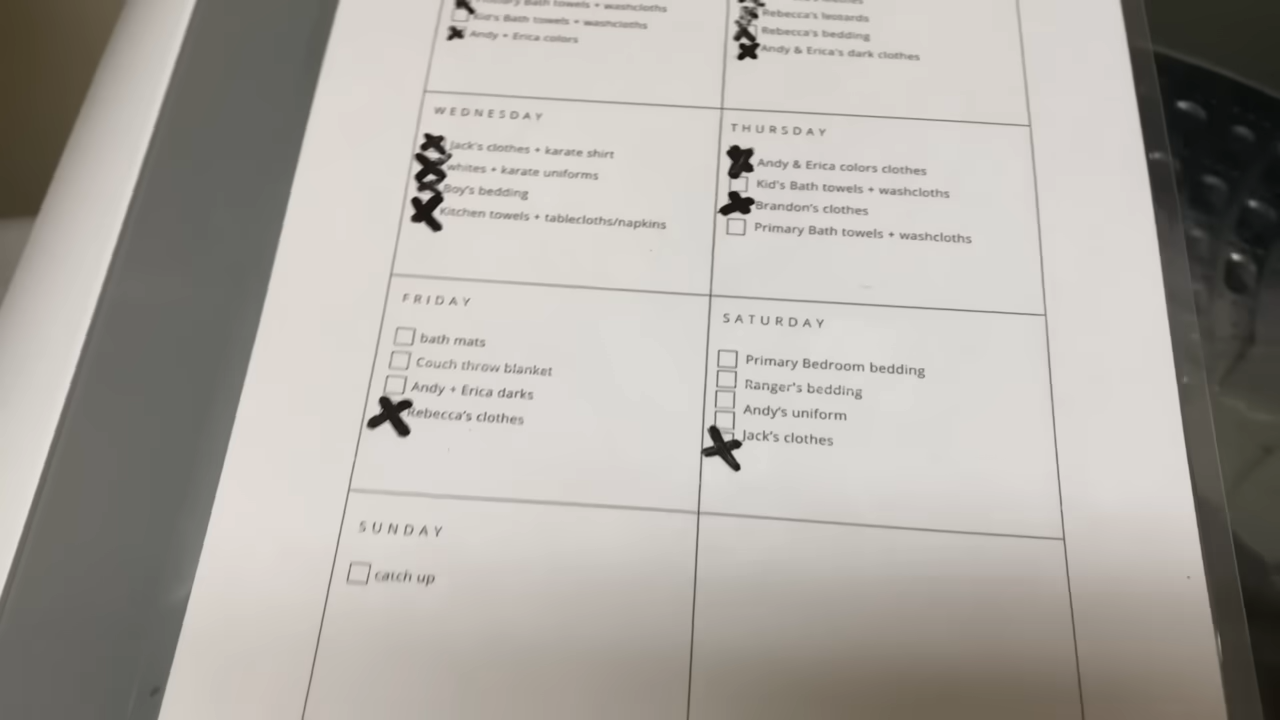 Bath towels + washcloths
Kid's Bath towels + washcloths
Andy + Erica colors
Rebecca's leotards
Rebecca's bedding
Andy & Erica's dark clothes
WEDNESDAY
Jack's clothes + karate shirt
whites + karate uniforms
Boy's bedding
Kitchen towels + tablecloths/napkins
THURSDAY
Andy & Erica colors clothes
Kid's Bath towels + washcloths
Brandon's clothes
Primary Bath towels + washcloths
FRIDAY
bath mats
Couch throw blanket
Andy + Erica darks
Rebecca's clothes
SATURDAY
Primary Bedroom bedding
Ranger's bedding
Andy's uniform
Jack's clothes
SUNDAY
catch up